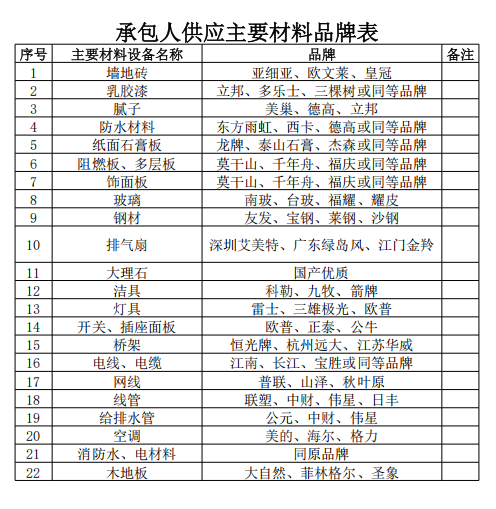 承包人供应主要材料品牌表
序号 主要材料设备名称 品牌 备注
1 墙地砖 亚细亚、欧文莱、皇冠
2 乳胶漆 立邦、多乐士、三棵树或同等品牌
3 腻子 美巢、德高、立邦
4 防水材料 东方雨虹、西卡、德高或同等品牌
5 纸面石膏板 龙牌、泰山石膏、杰森或同等品牌
6 阻燃板、多层板 莫干山、千年舟、福庆或同等品牌
7 饰面板 莫干山、千年舟、福庆或同等品牌
8 玻璃 南玻、台玻、福耀、耀皮
9 钢材 友发、宝钢、莱钢、沙钢
10 排气扇 深圳艾美特、广东绿岛风、江门金羚
11 大理石 国产优质
12 洁具 科勒、九牧、箭牌
13 灯具 雷士、三雄极光、欧普
14 开关、插座面板 欧普、正泰、公牛
15 桥架 恒光牌、杭州远大、江苏华威
16 电线、电缆 江南、长江、宝胜或同等品牌
17 网线 普联、山泽、秋叶原
18 线管 联塑、中财、伟星、日丰
19 给排水管 公元、中财、伟星
20 空调 美的、海尔、格力
21 消防水、电材料 同原品牌
22 木地板 大自然、菲林格尔、圣象